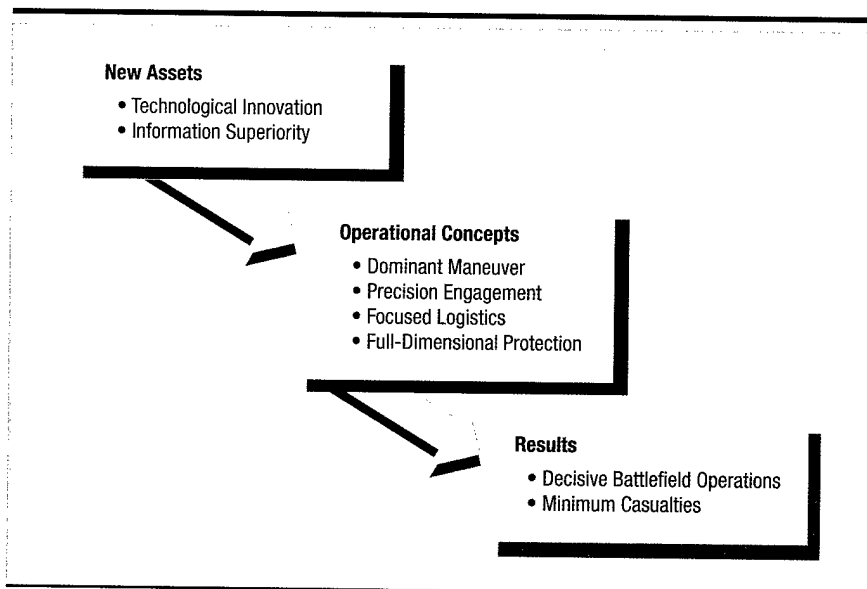 New Assets
• Technological Innovation
• Information Superiority
Operational Concepts
• Dominant Maneuver
• Precision Engagement
• Focused Logistics
• Full-Dimensional Protection
Results
• Decisive Battlefield Operations
• Minimum Casualties